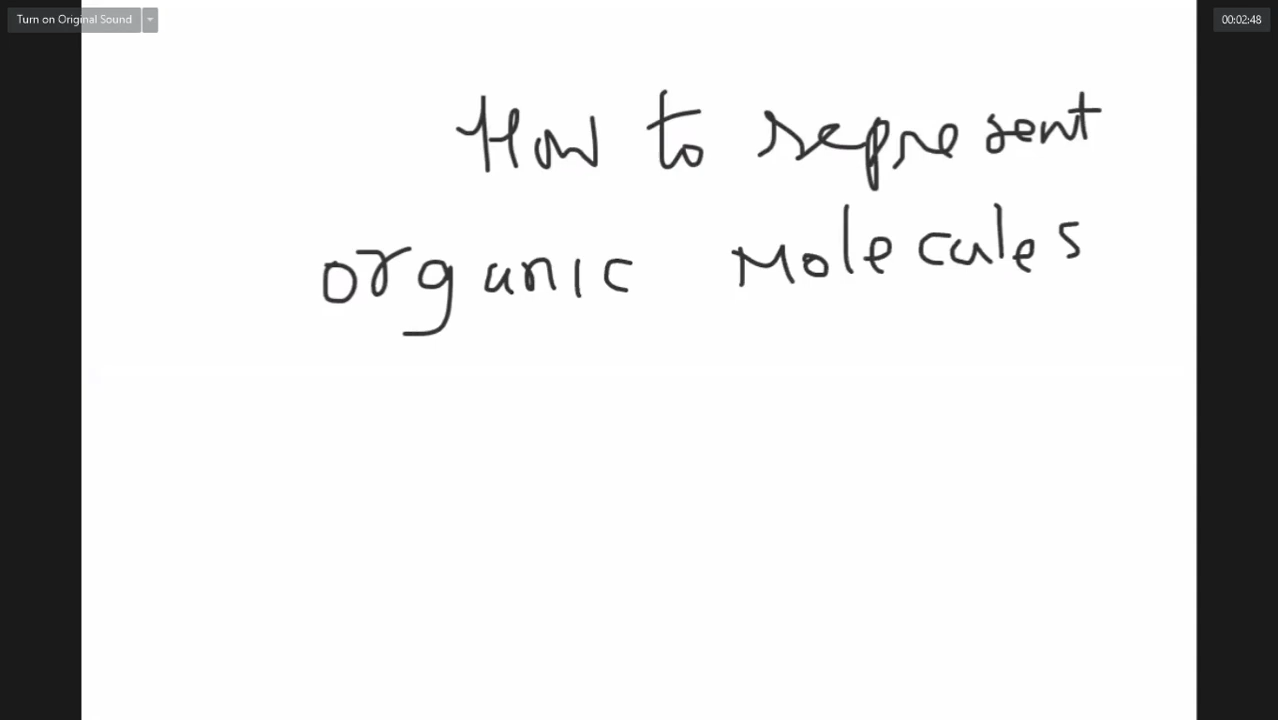 Turn on Original Sound
00:02:48
How to represent
organic Molecules